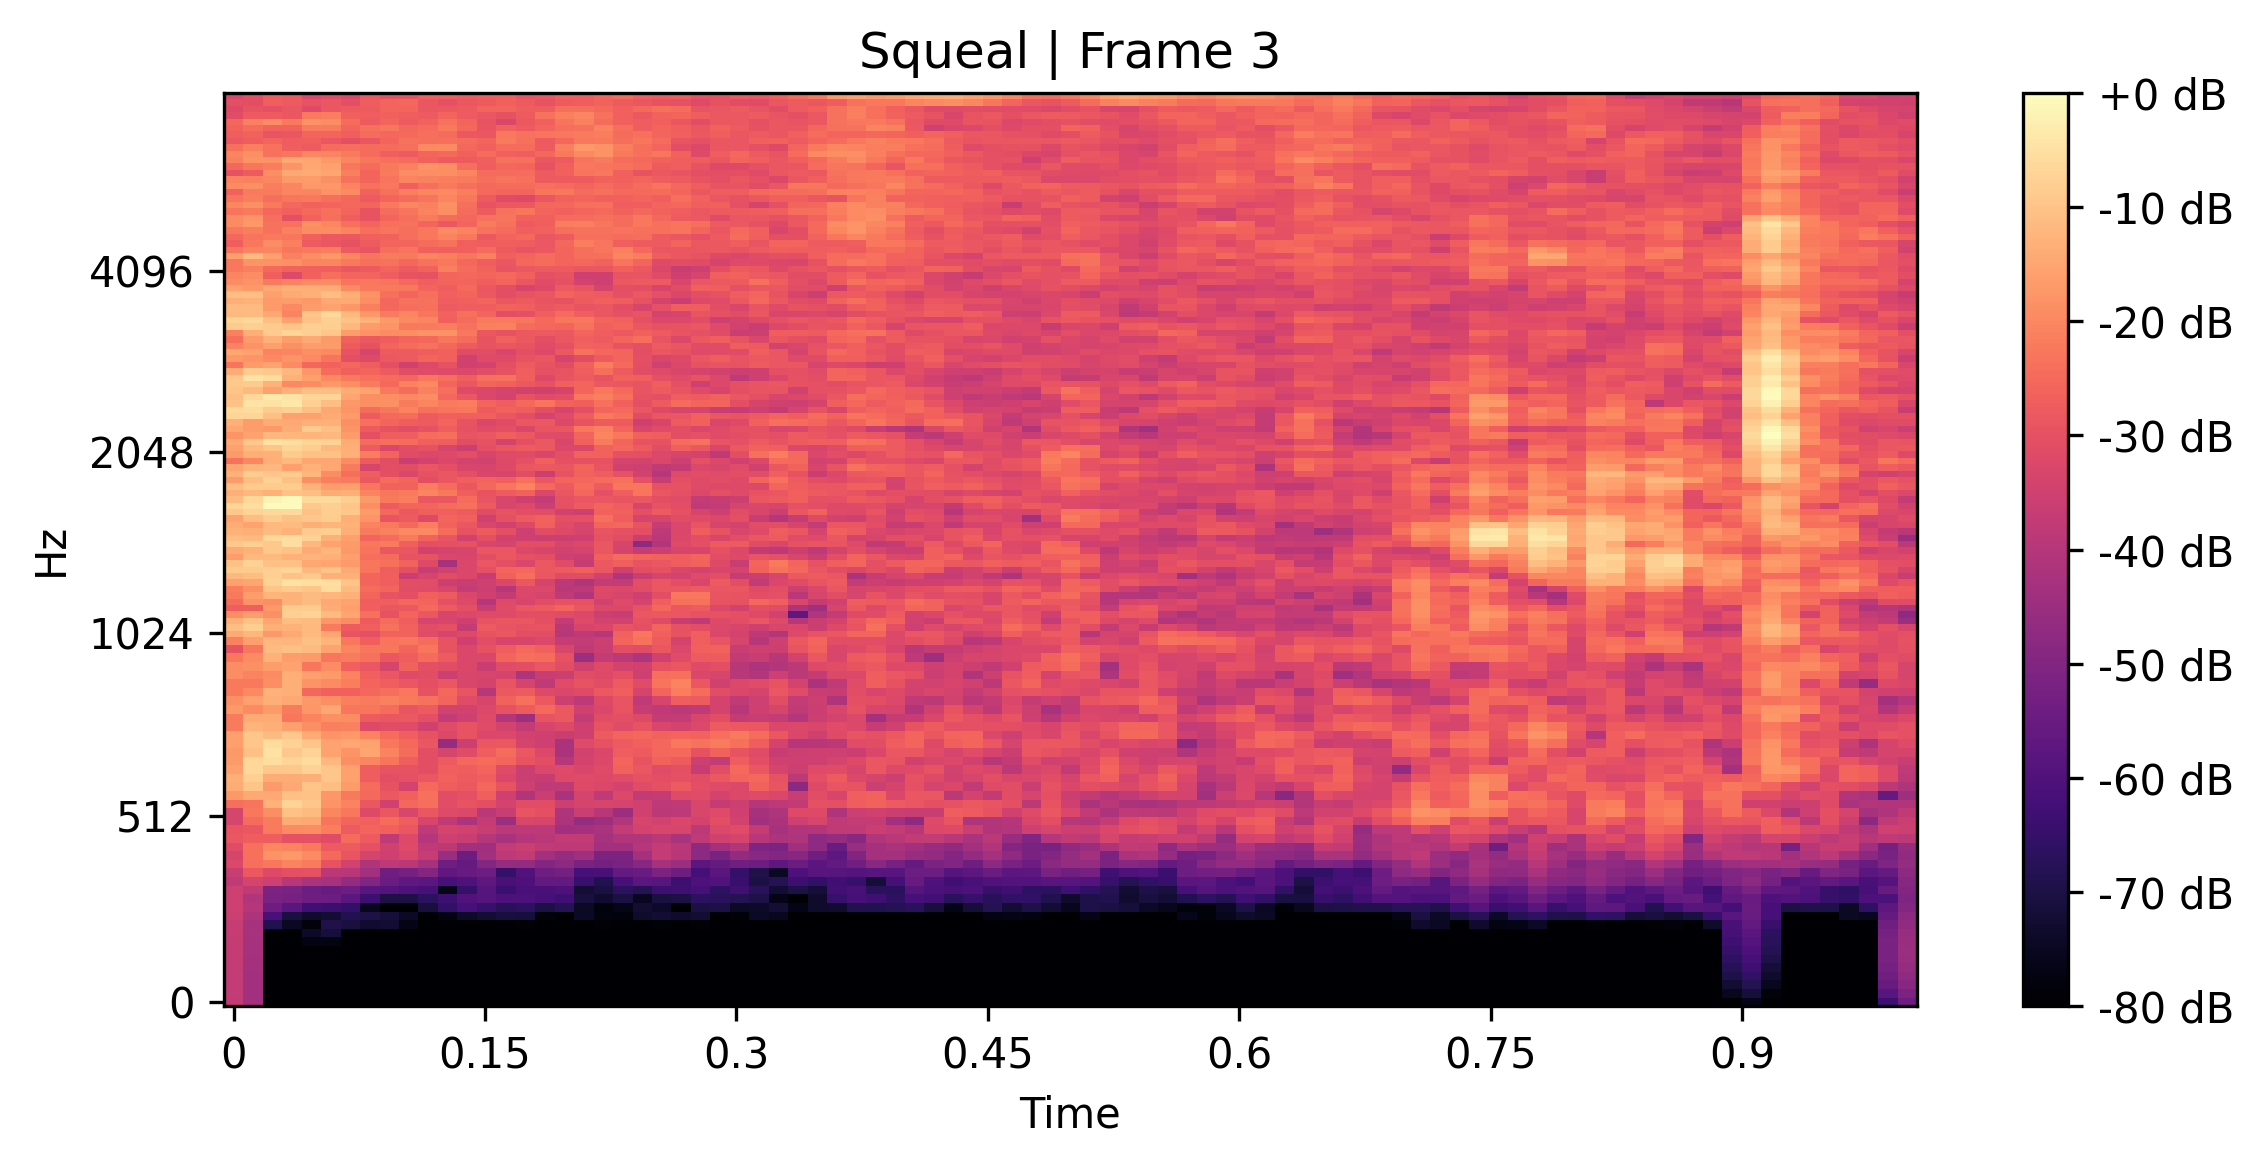 Squeal | Frame 3
+0 dB
-10 dB
-20 dB
-30 dB
-40 dB
-50 dB
-60 dB
-70 dB
-80 dB
4096
2048
1024
512
0
Hz
0 0.15 0.3 0.45 0.6 0.75 0.9
Time